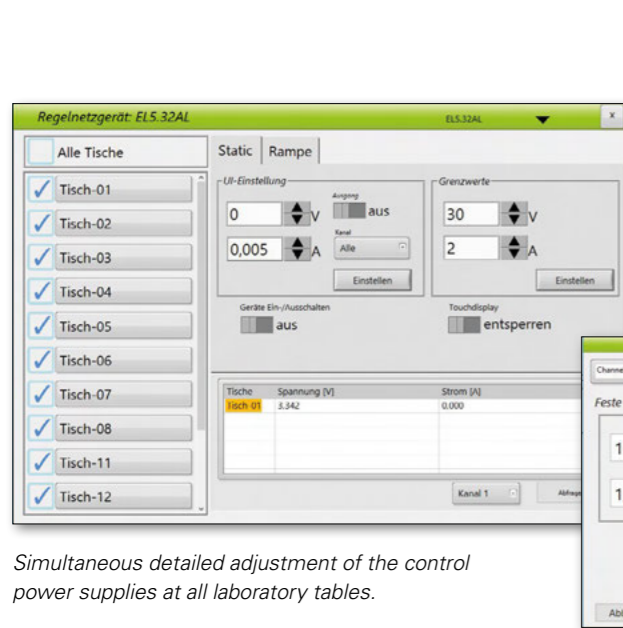 Regelnetzgerät: EL5.32AL EL5.32AL x
Alle Tische
Tisch-01
Tisch-02
Tisch-03
Tisch-04
Tisch-05
Tisch-06
Tisch-07
Tisch-08
Tisch-11
Tisch-12
Static Rampe
UI-Einstellung
Ausgang
0 V aus
Kanal
0,005 A Alle
Einstellen
Grenzwerte
30 V
2 A
Einstellen
Geräte Ein-/Ausschalten
aus
Touchdisplay
entsperren
Tische Spannung [V] Strom [A]
Tisch 01 3.342 0.000
Kanal 1
Feste
1
1
Simultaneous detailed adjustment of the control
power supplies at all laboratory tables.